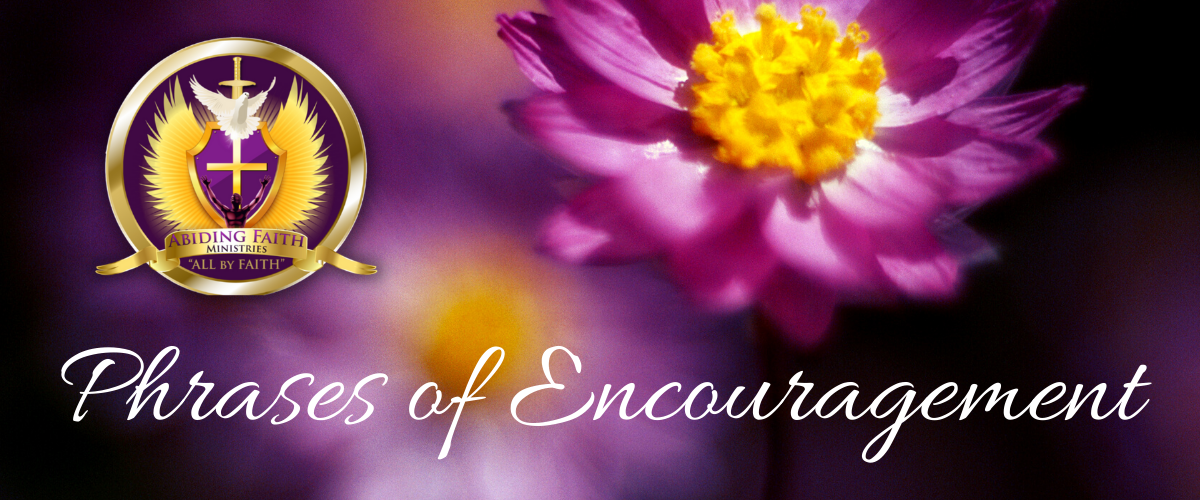 ABIDING FAITH
MINISTRIES
"ALL BY FAITH"
Phrases of Encouragement